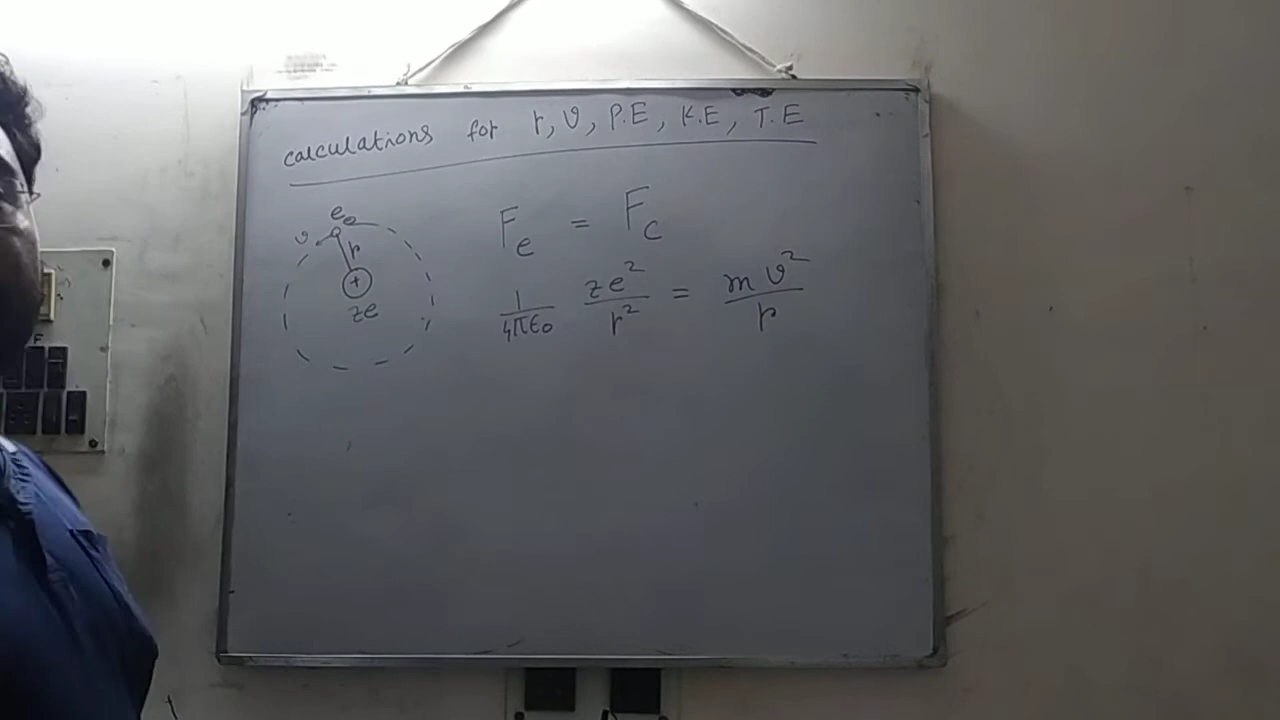 calculations for r, v, P.E, K.E, T.E
e
v
r
+
ze
Fe = Fc
1/4πε₀ ze²/r² = mv²/r